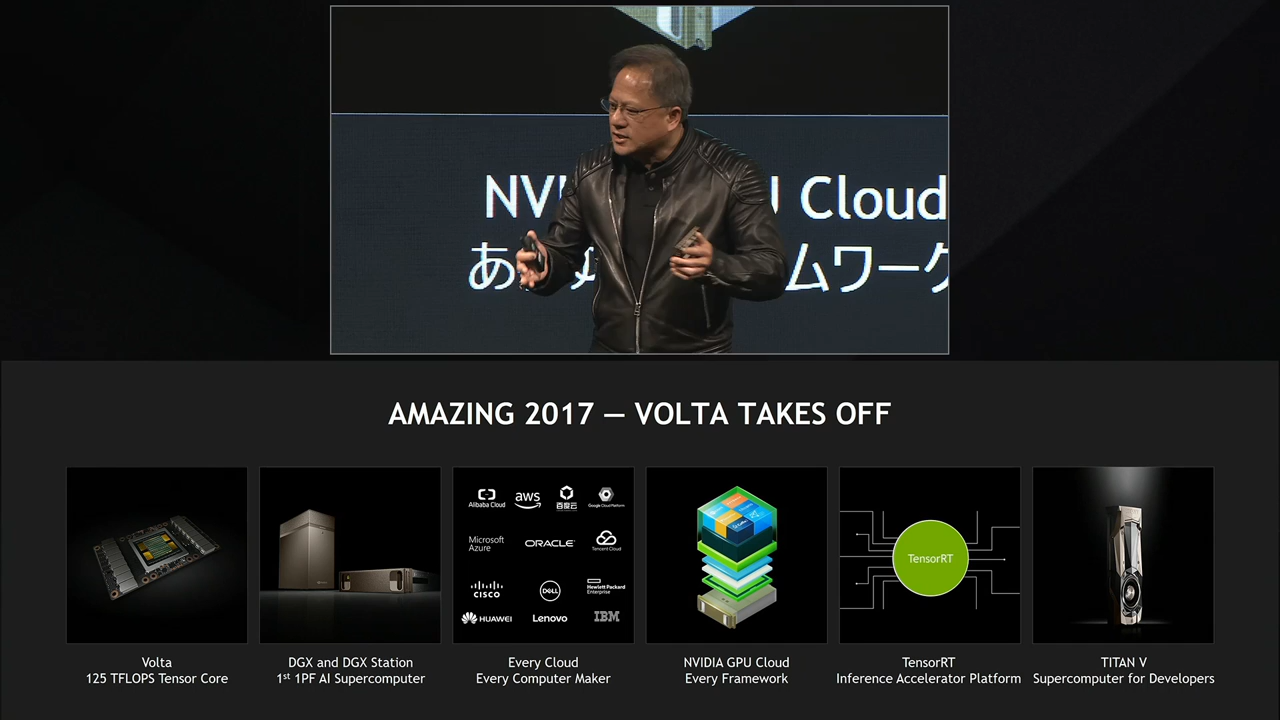 NV
Cloud
あ
ムワーク
AMAZING 2017 — VOLTA TAKES OFF
Alibaba Cloud
aws
百度云
Google Cloud Platform
Microsoft
Azure
ORACLE
Tencent Cloud
CISCO
DELL
Hewlett Packard
Enterprise
HUAWEI
Lenovo
IBM
TensorRT
Volta
125 TFLOPS Tensor Core
DGX and DGX Station
1st 1PF AI Supercomputer
Every Cloud
Every Computer Maker
NVIDIA GPU Cloud
Every Framework
TensorRT
Inference Accelerator Platform
TITAN V
Supercomputer for Developers